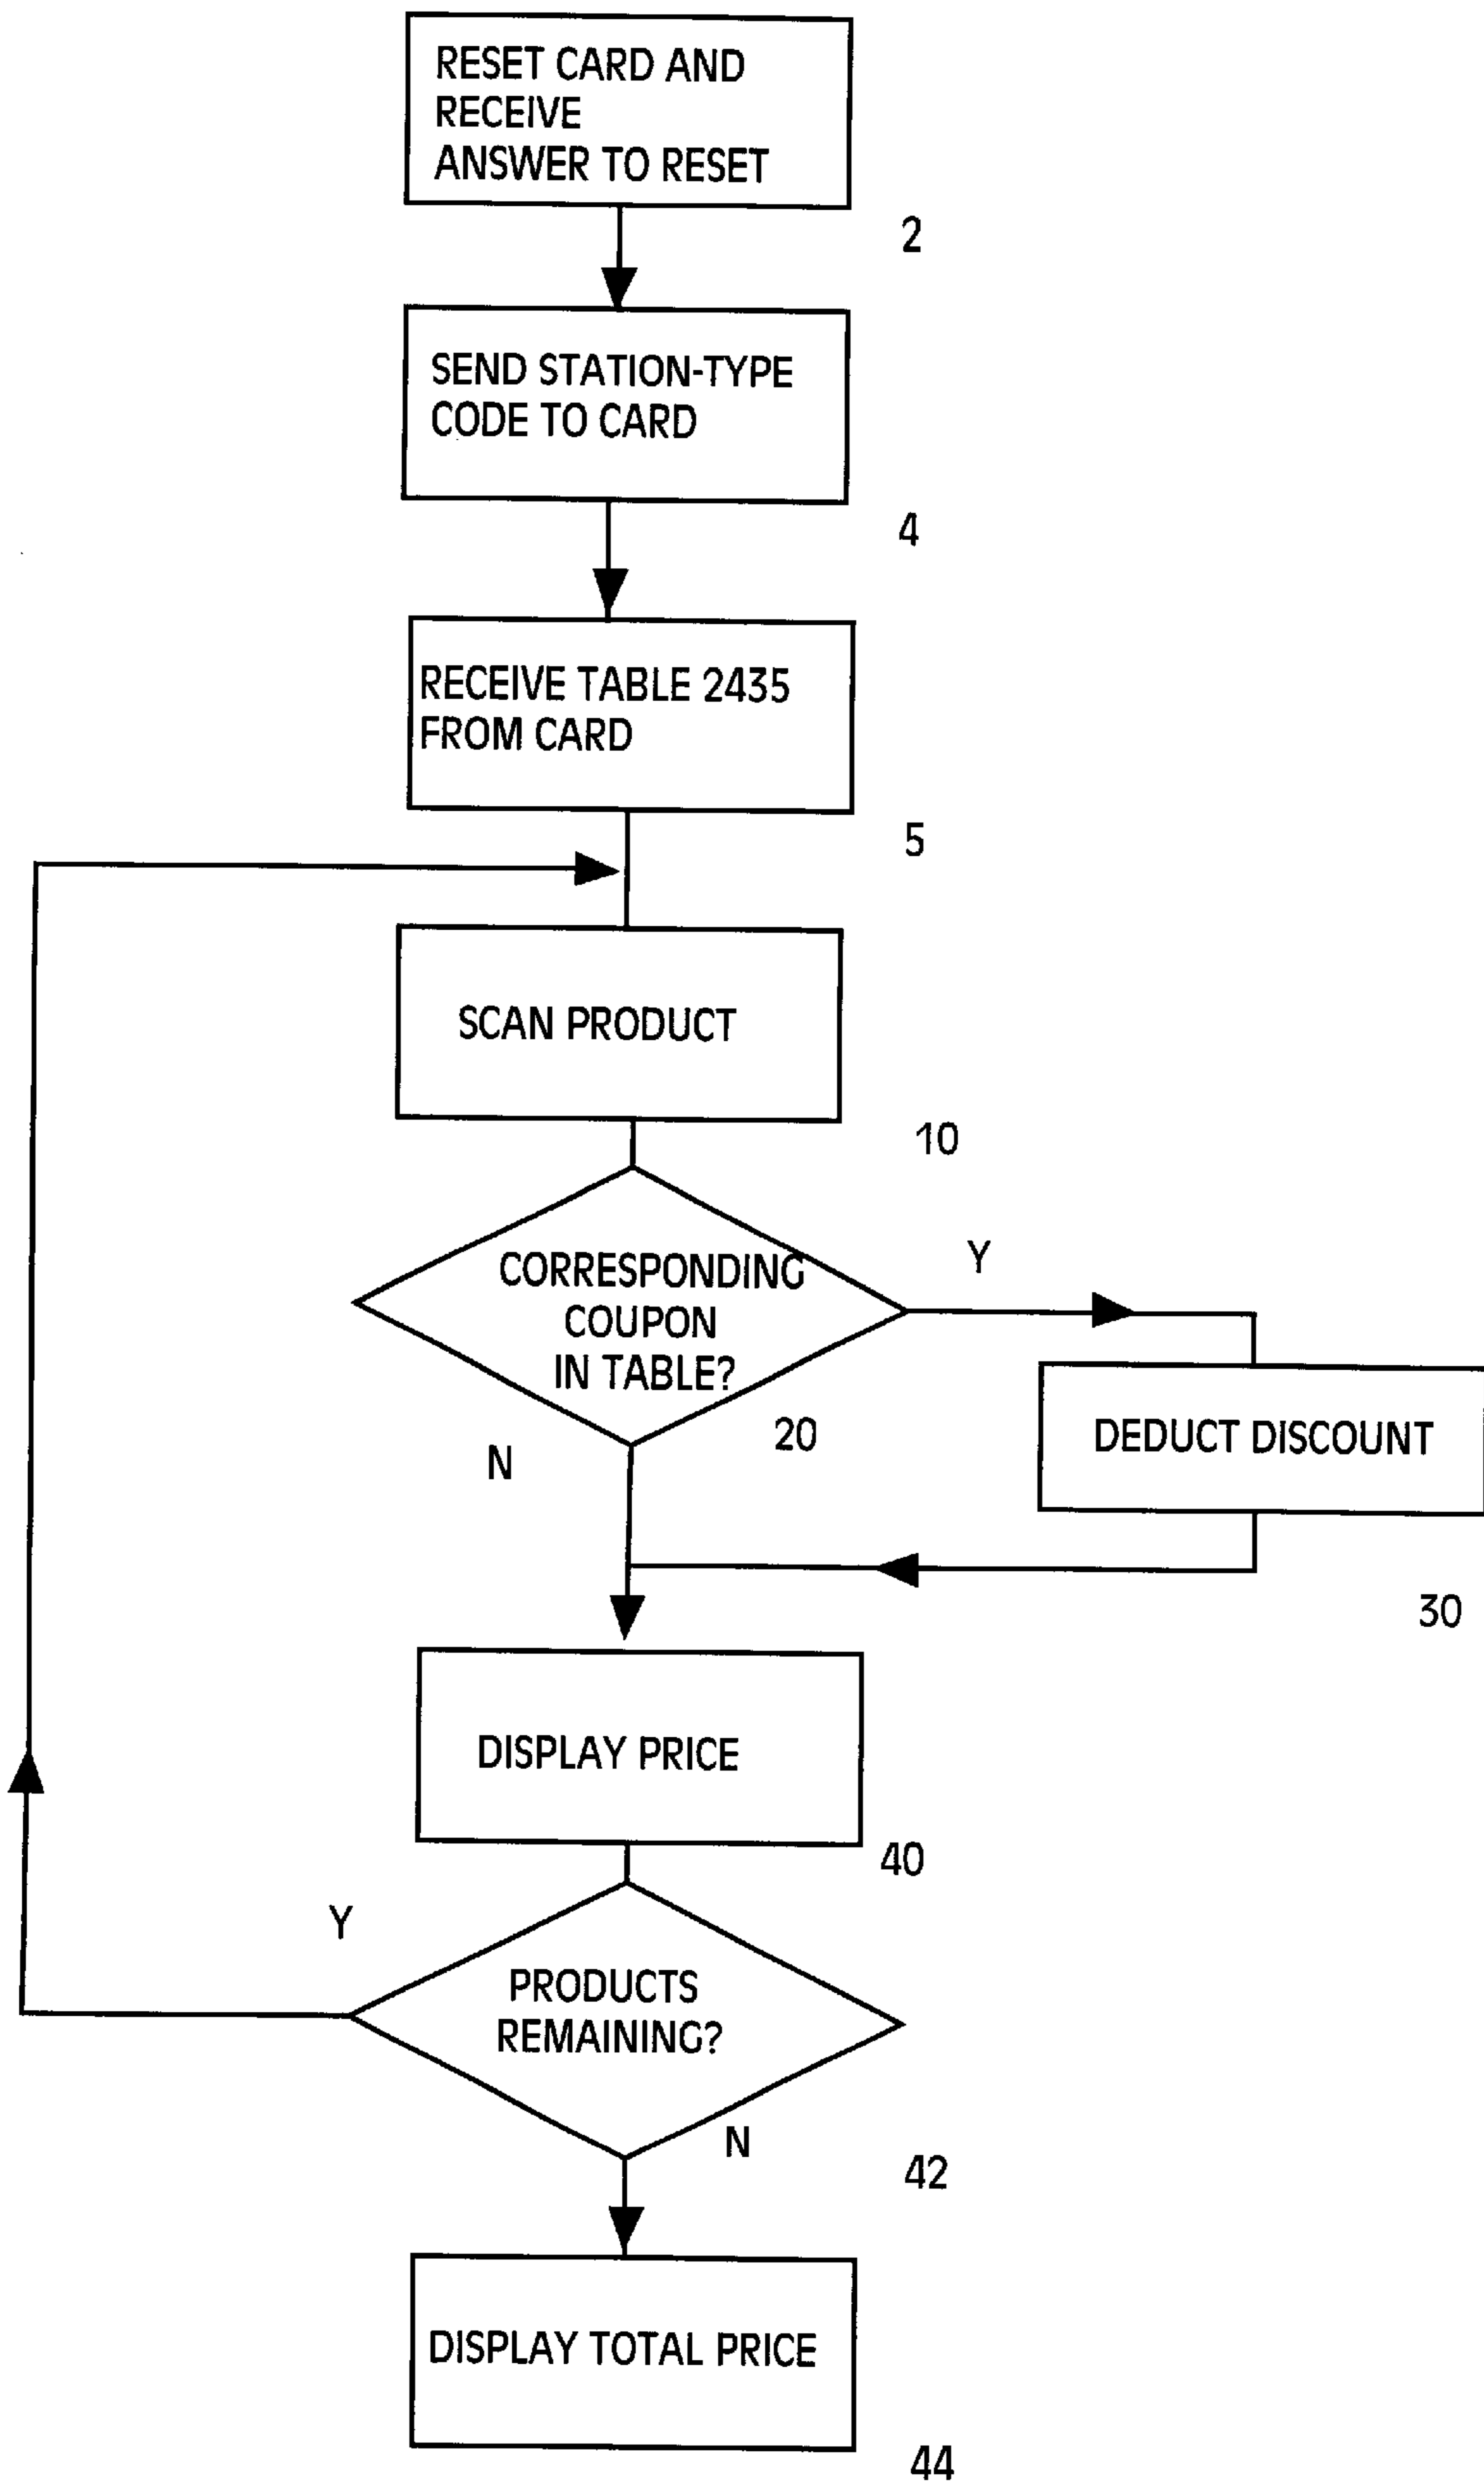 RESET CARD AND
RECEIVE
ANSWER TO RESET
2
SEND STATION-TYPE
CODE TO CARD
4
RECEIVE TABLE 2435
FROM CARD
5
SCAN PRODUCT
10
CORRESPONDING
COUPON
IN TABLE?
Y
20
N
DEDUCT DISCOUNT
30
DISPLAY PRICE
40
Y
PRODUCTS
REMAINING?
N
42
DISPLAY TOTAL PRICE
44